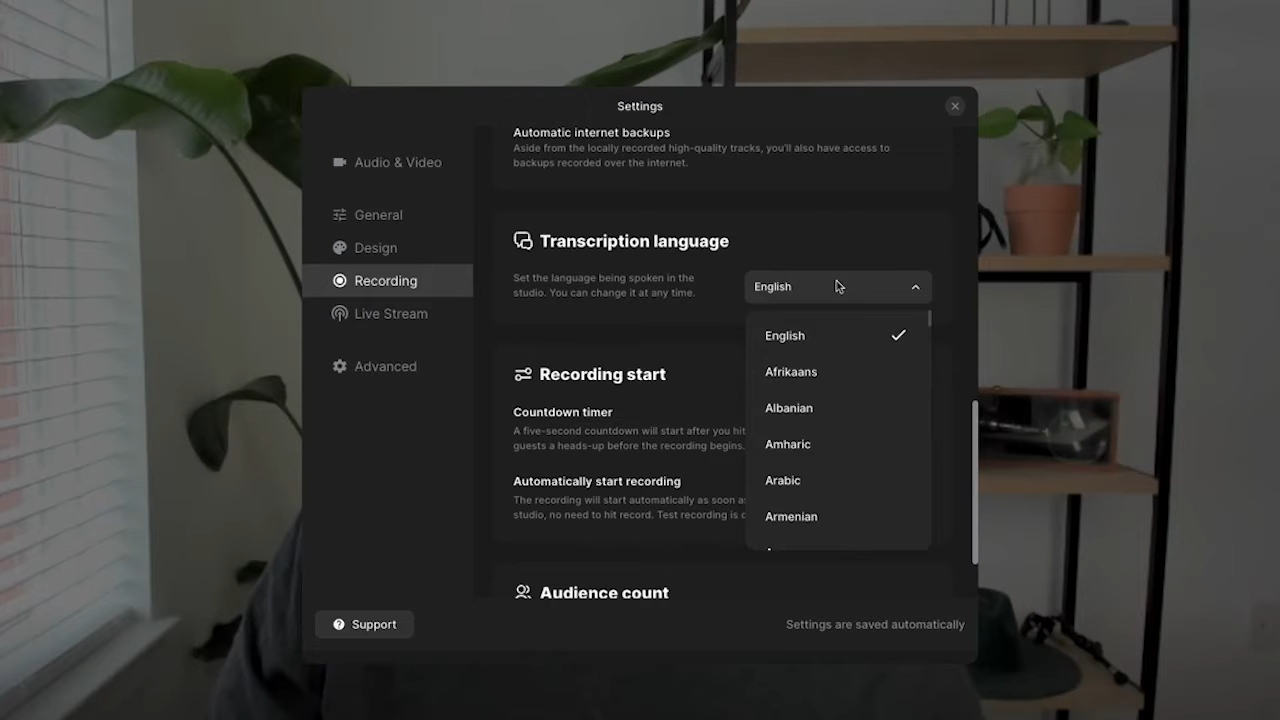 Settings
Audio & Video
General
Design
Recording
Live Stream
Advanced
Automatic internet backups
Aside from the locally recorded high-quality tracks, you'll also have access to
backups recorded over the internet.
Transcription language
Set the language being spoken in the
studio. You can change it at any time.
English
English
Afrikaans
Albanian
Amharic
Arabic
Armenian
Recording start
Countdown timer
A five-second countdown will start after you hit
guests a heads-up before the recording begins.
Automatically start recording
The recording will start automatically as soon as
studio, no need to hit record. Test recording is
Audience count
Support
Settings are saved automatically